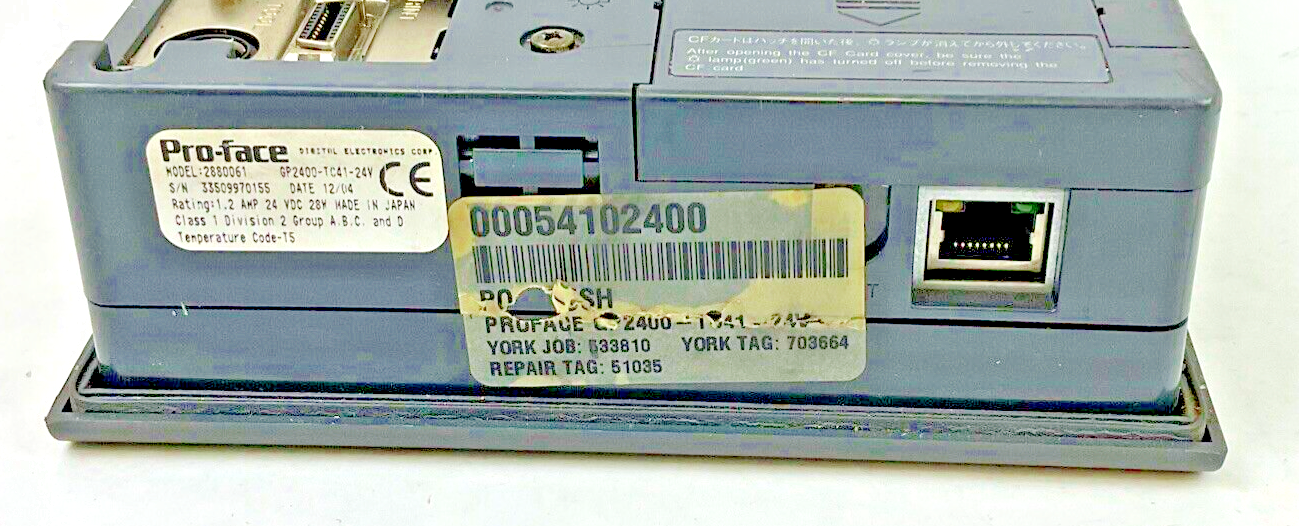 CFカードはハッチを開いた後、ランプが消えてから外してください。
After opening the CF Card cover, be sure the
lamp(green) has turned off before removing the
CF card
Pro-face DIGITAL ELECTRONICS CORP
MODEL:2880061 GP2400-TC41-24V
S/N 33509970155 DATE 12/04
Rating:1.2 AMP 24 VDC 28W MADE IN JAPAN
Class 1 Division 2 Group A.B.C. and D
Temperature Code-T5
CE
00054102400
PROFACE GP2400-TC41-24V
YORK JOB: 533810 YORK TAG: 703664
REPAIR TAG: 51035